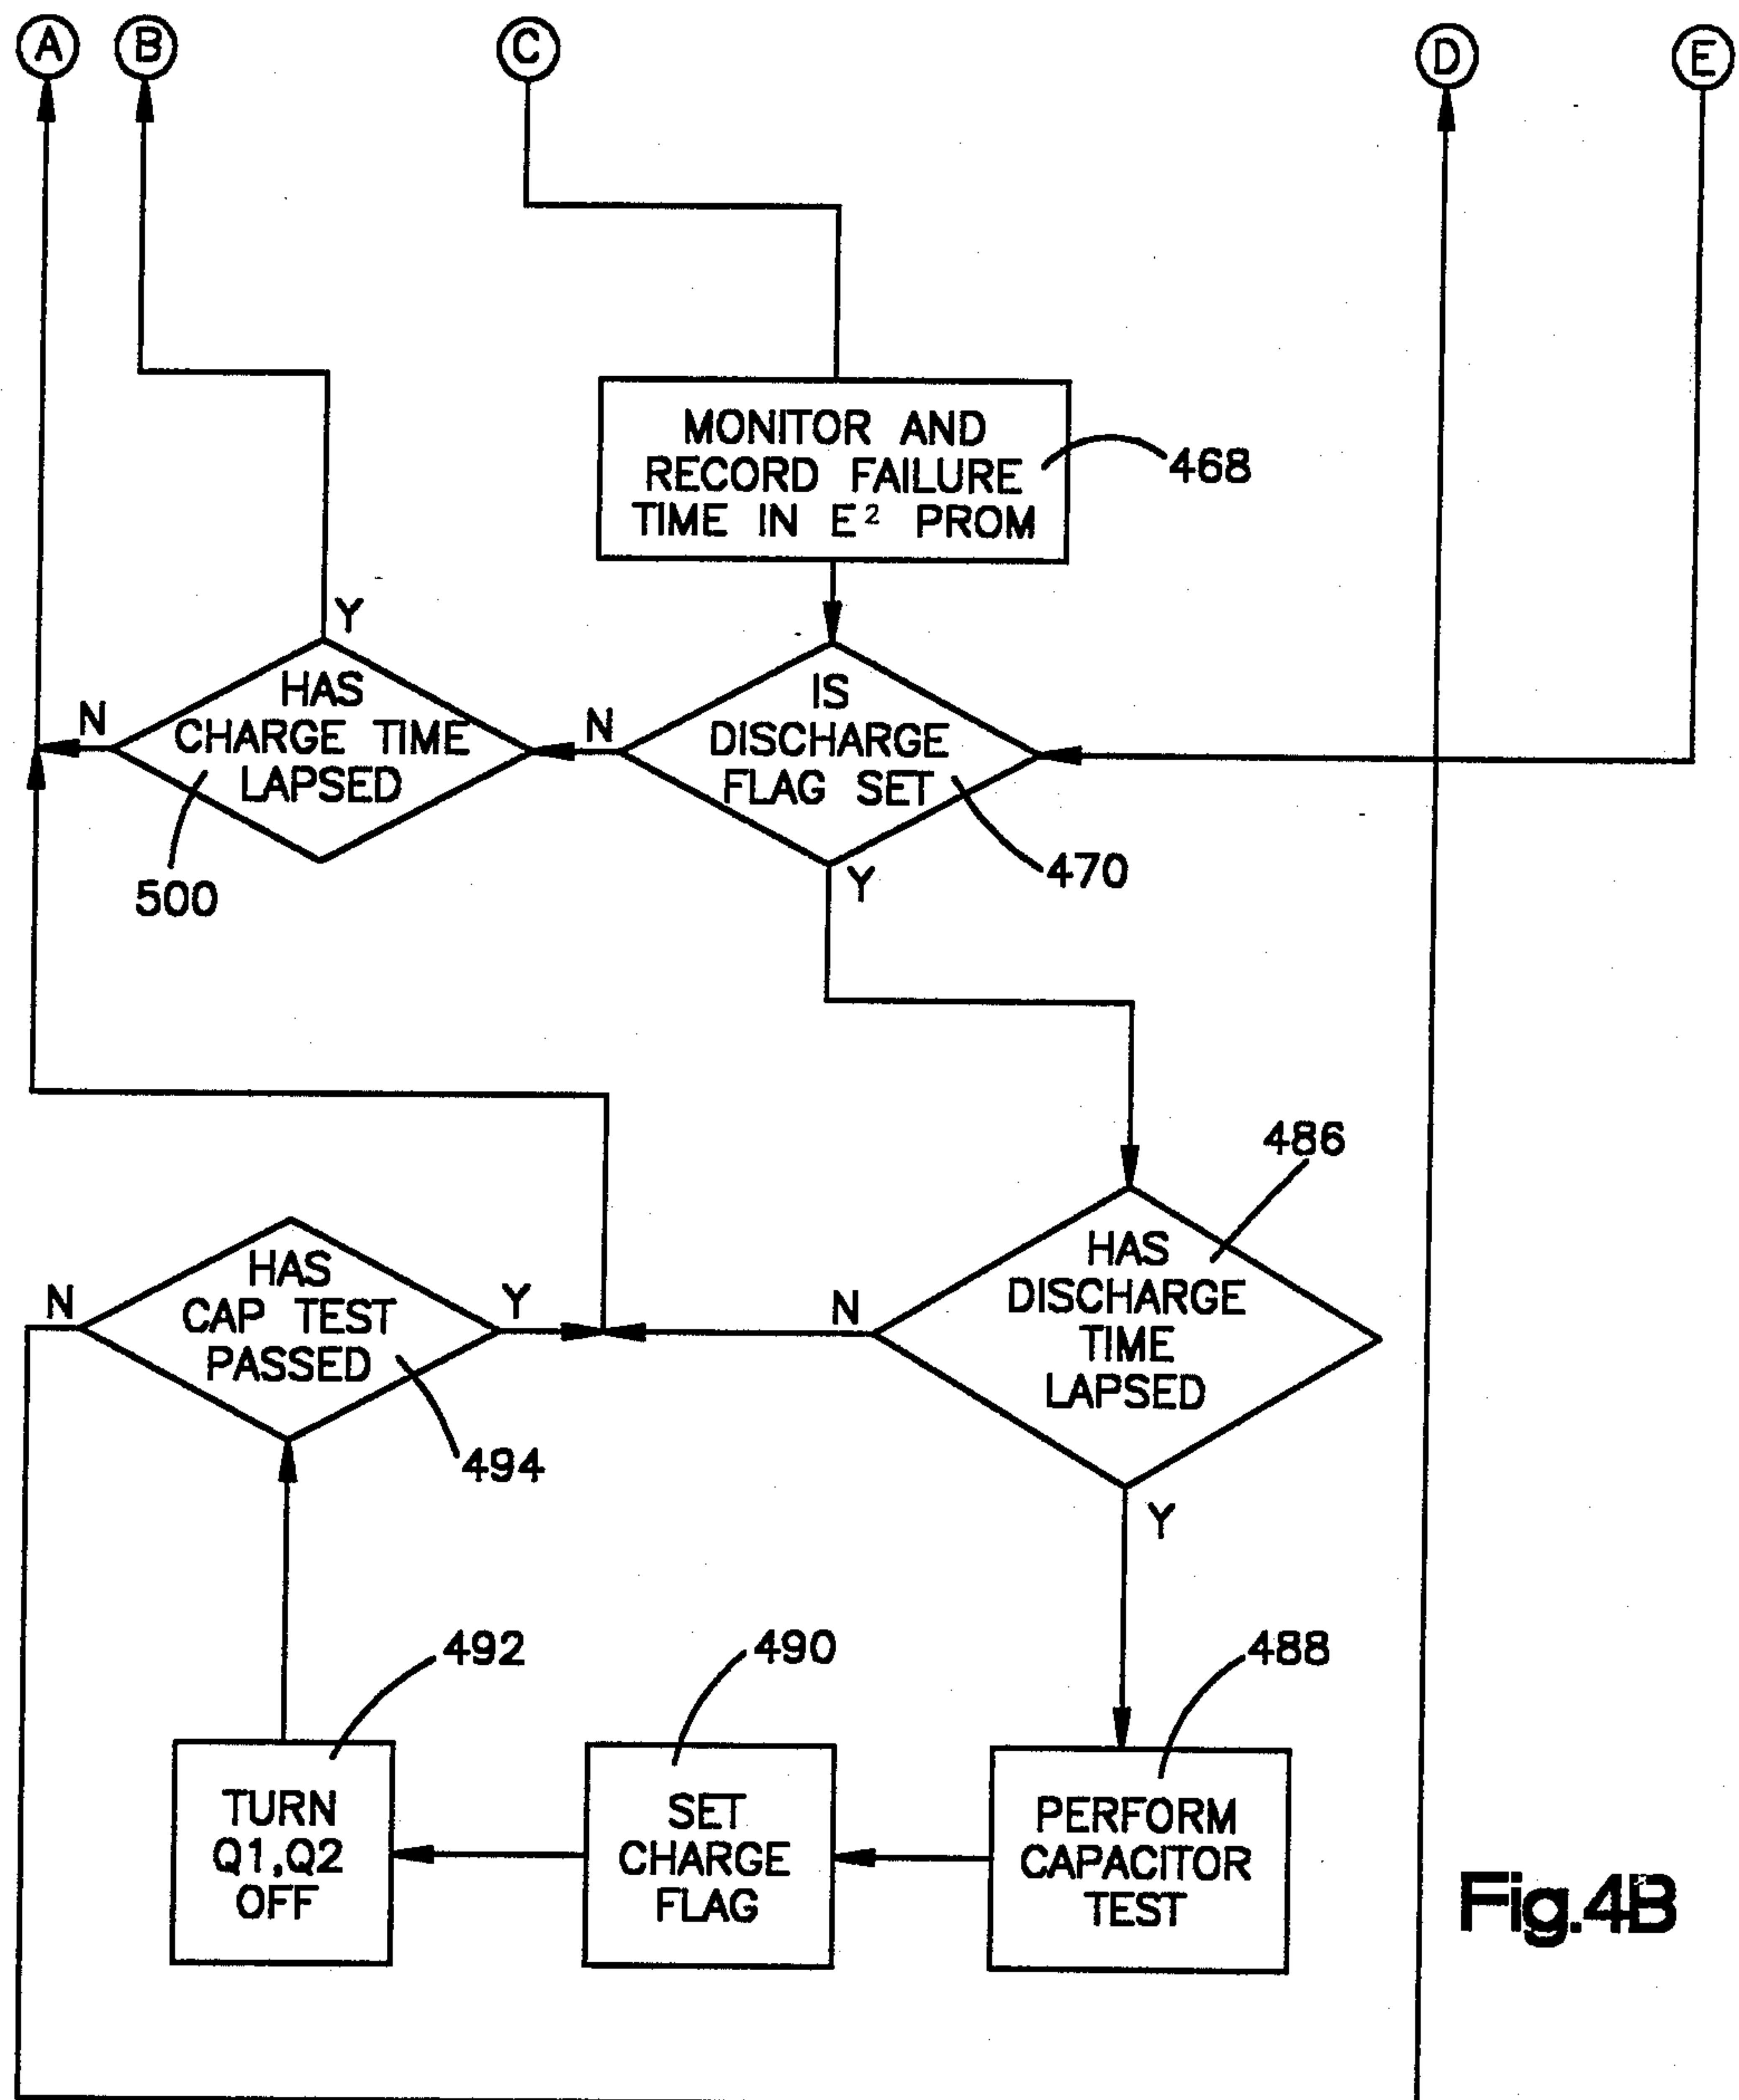 A B C D E
MONITOR AND
RECORD FAILURE
TIME IN E² PROM
468
Y
HAS
CHARGE TIME
LAPSED
N
500
N
IS
DISCHARGE
FLAG SET
470
Y
486
HAS
CAP TEST
PASSED
N
Y
494
N
HAS
DISCHARGE
TIME
LAPSED
Y
492
490
488
TURN
Q1,Q2
OFF
SET
CHARGE
FLAG
PERFORM
CAPACITOR
TEST
Fig.4B